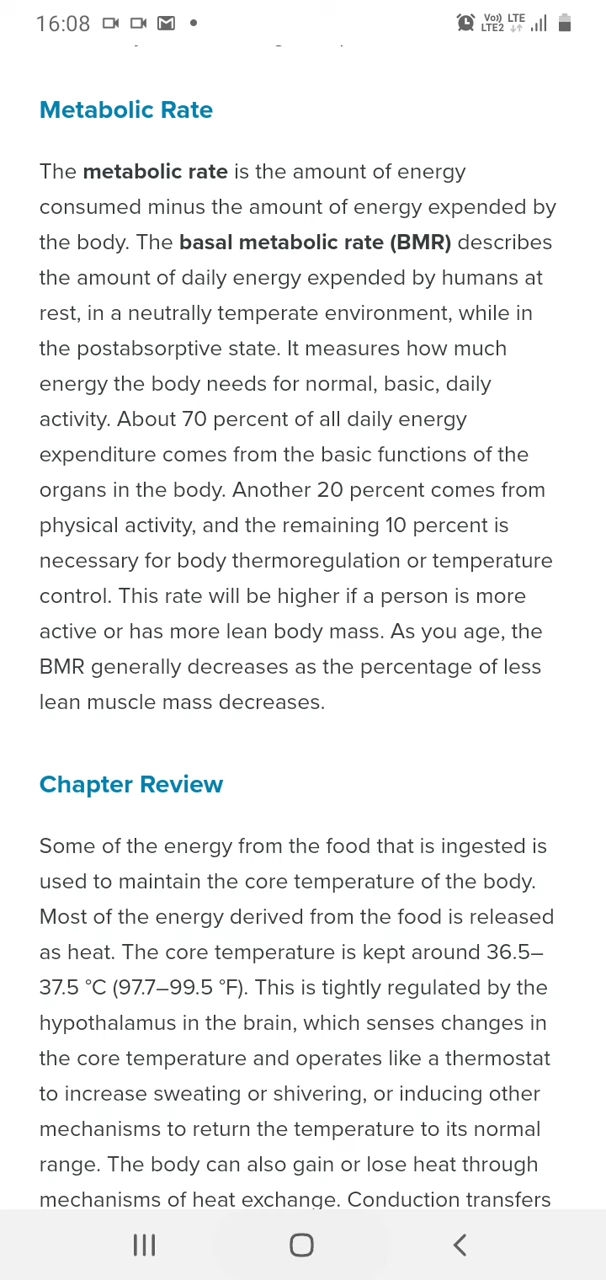 16:08
Vo)) LTE
LTE2
Metabolic Rate
The metabolic rate is the amount of energy
consumed minus the amount of energy expended by
the body. The basal metabolic rate (BMR) describes
the amount of daily energy expended by humans at
rest, in a neutrally temperate environment, while in
the postabsorptive state. It measures how much
energy the body needs for normal, basic, daily
activity. About 70 percent of all daily energy
expenditure comes from the basic functions of the
organs in the body. Another 20 percent comes from
physical activity, and the remaining 10 percent is
necessary for body thermoregulation or temperature
control. This rate will be higher if a person is more
active or has more lean body mass. As you age, the
BMR generally decreases as the percentage of less
lean muscle mass decreases.
Chapter Review
Some of the energy from the food that is ingested is
used to maintain the core temperature of the body.
Most of the energy derived from the food is released
as heat. The core temperature is kept around 36.5–
37.5 °C (97.7–99.5 °F). This is tightly regulated by the
hypothalamus in the brain, which senses changes in
the core temperature and operates like a thermostat
to increase sweating or shivering, or inducing other
mechanisms to return the temperature to its normal
range. The body can also gain or lose heat through
mechanisms of heat exchange. Conduction transfers